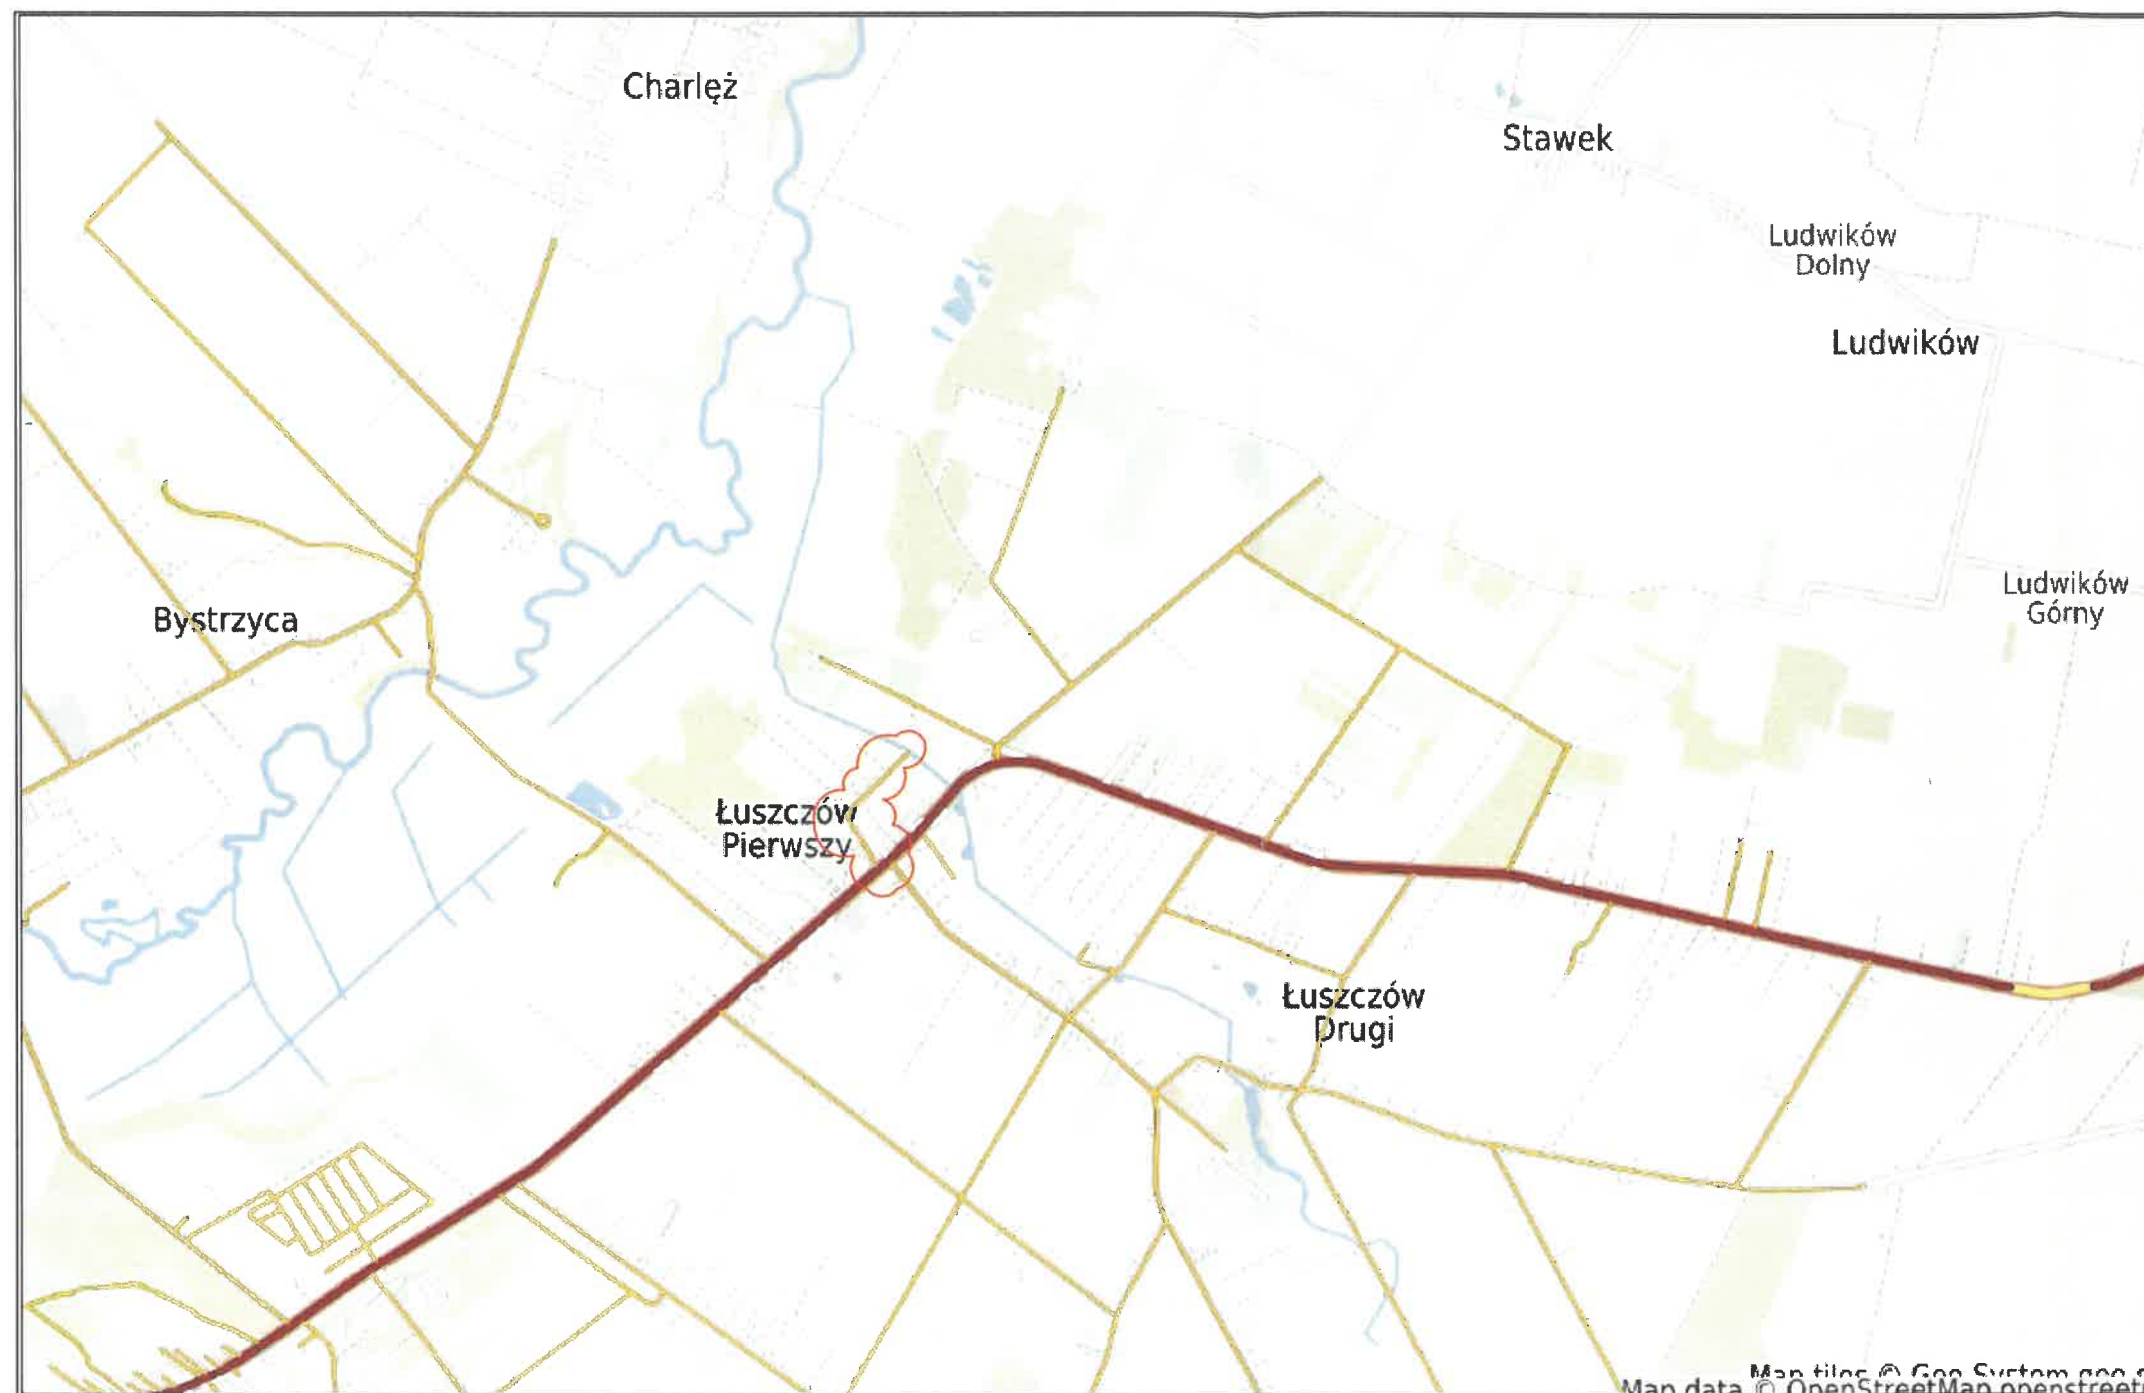 Charlęż
Stawek
Ludwików
Dolny
Ludwików
Ludwików
Górny
Bystrzyca
Łuszczów
Pierwszy
Łuszczów
Drugi
Map tiles © Geo-System
Map data © OpenStreetMap